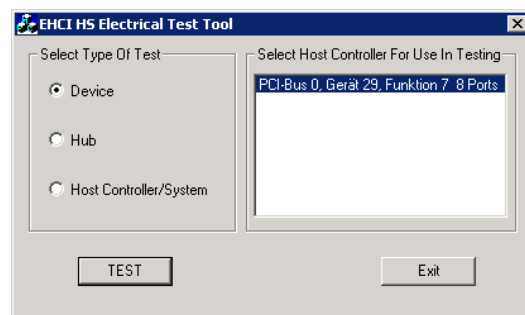 EHCI HS Electrical Test Tool
Select Type Of Test
Device
Hub
Host Controller/System
Select Host Controller For Use In Testing
PCI-Bus 0, Gerät 29, Funktion 7 8 Ports
TEST
Exit